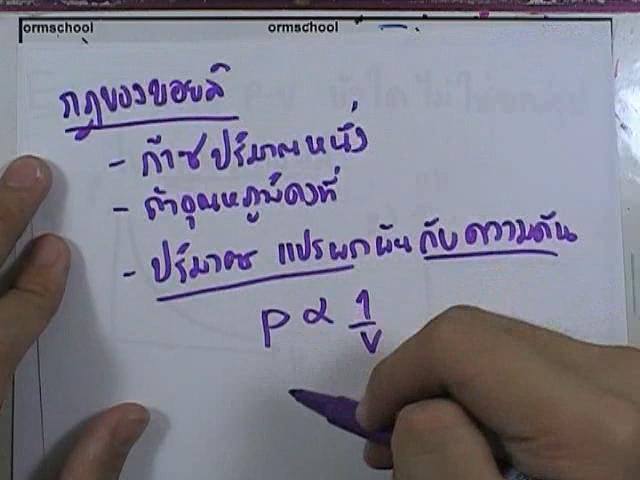 ormschool ormschool
กฎของบอยล์
- ก๊าซปริมาณหนึ่ง
- ถ้าอุณหภูมิคงที่
- ปริมาตร แปรผกผัน กับความดัน
P ∝ 1/V